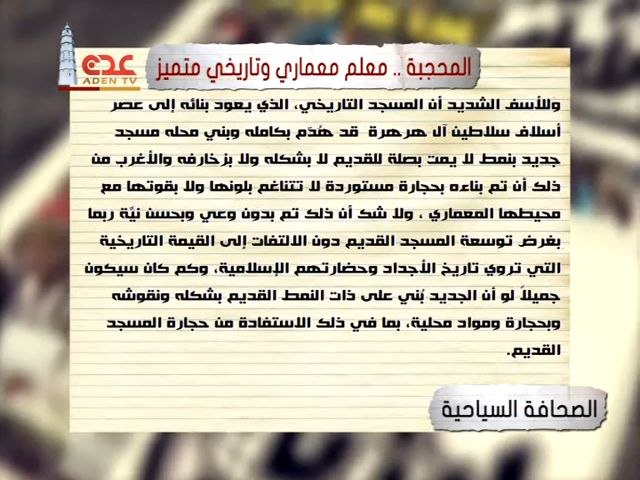 عدن
ADEN TV
المحجبة .. معلم معماري وتاريخي متميز
وللأسف الشديد أن المسجد التاريخي، الذي يعود بنائه إلى عصر
أسلاف سلاطين آل هرهرة قد هُدّم بكامله وبني محله مسجد
جديد بنمط لا يمت بصلة للقديم لا بشكله ولا بزخارفه والأغرب من
ذلك أن تم بناءه بحجارة مستوردة لا تتناغم بلونها ولا بقوتها مع
محيطها المعماري ، ولا شك أن ذلك تم بدون وعي وبحسن نيّة ربما
بغرض توسعة المسجد القديم دون الالتفات إلى القيمة التاريخية
التي تروي تاريخ الأجداد وحضارتهم الإسلامية، وكم كان سيكون
جميلاً لو أن الجديد بُني على ذات النمط القديم بشكله ونقوشه
وبحجارة ومواد محلية، بما في ذلك الاستفادة من حجارة المسجد
القديم.
الصحافة السياحية